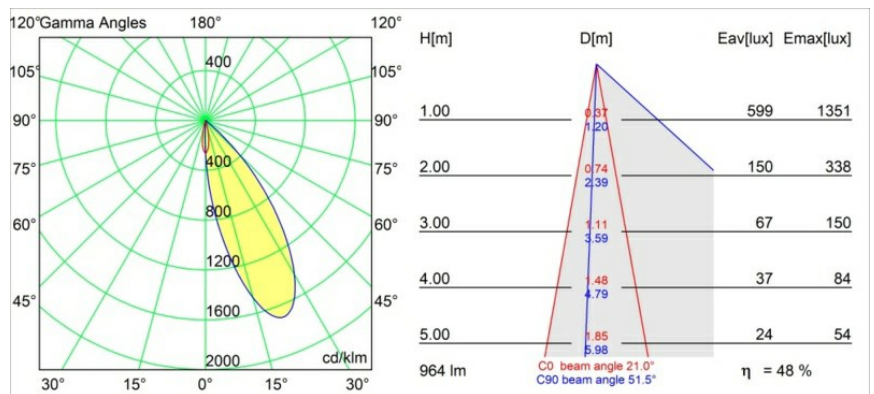 120° Gamma Angles 180° 120°
400
105° 105°
90° 90°
400
75° 75°
800
60° 60°
1200
45° 45°
1600
2000 cd/klm
30° 15° 0° 15° 30°
H[m] D[m] Eav[lux] Emax[lux]
1.00 0.37 599 1351
1.20
2.00 0.74 150 338
2.39
3.00 1.11 67 150
3.59
4.00 1.48 37 84
4.79
5.00 1.85 24 54
5.98
964 lm C0 beam angle 21.0° η = 48 %
C90 beam angle 51.5°